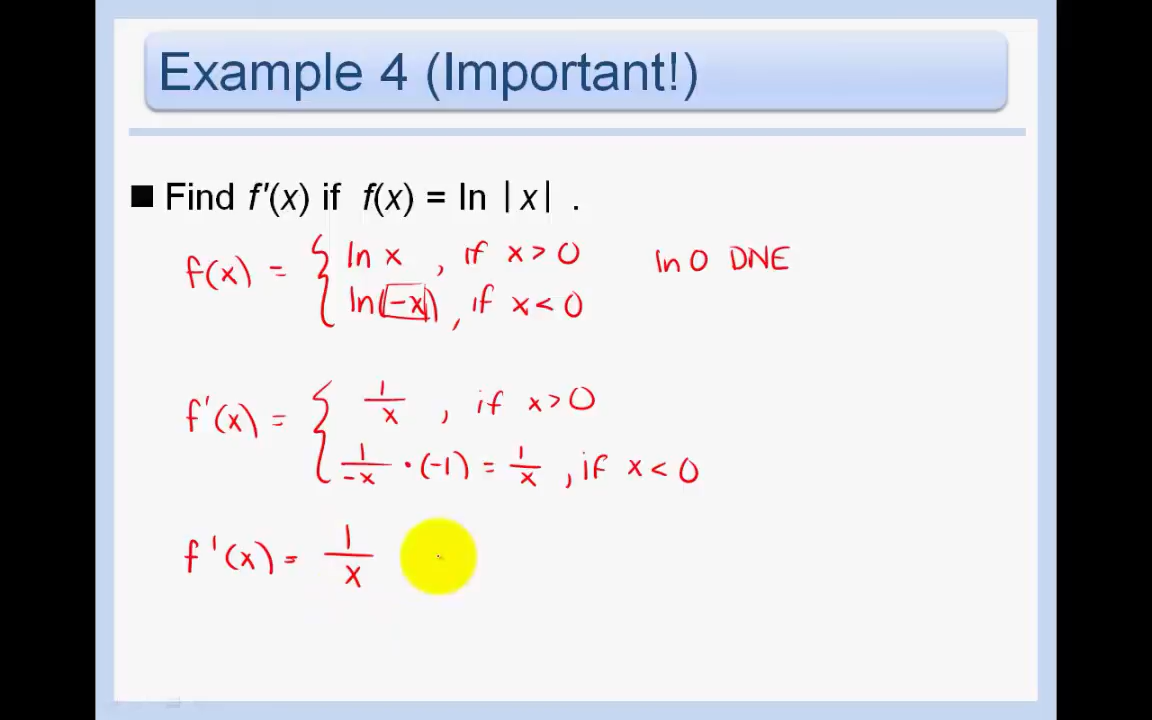 Example 4 (Important!)
■ Find f'(x) if f(x) = ln |x| .
f(x) = { ln x , if x > 0 ln 0 DNE
ln(-x) , if x < 0
f'(x) = { 1/x , if x > 0
1/-x • (-1) = 1/x , if x < 0
f'(x) = 1/x